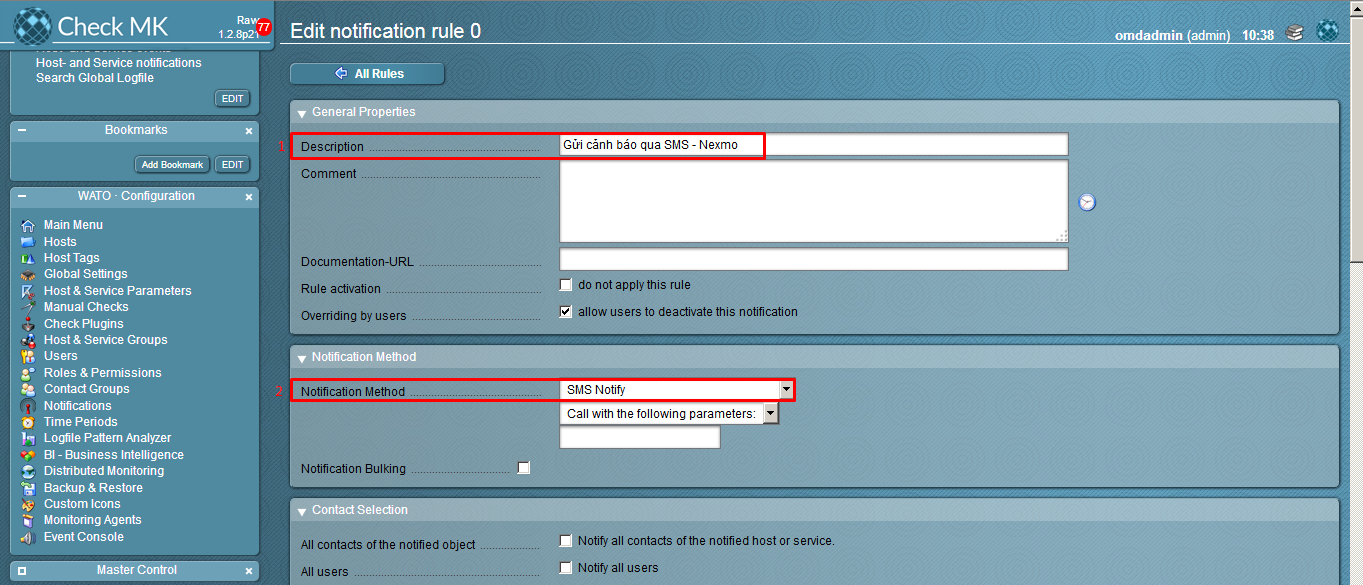 Check MK
Raw
1.2.8p21
77
Edit notification rule 0
omdadmin (admin) 10:38
Host- and Service notifications
Search Global Logfile
EDIT
Bookmarks
Add Bookmark
EDIT
WATO · Configuration
Main Menu
Hosts
Host Tags
Global Settings
Host & Service Parameters
Manual Checks
Check Plugins
Host & Service Groups
Users
Roles & Permissions
Contact Groups
Notifications
Time Periods
Logfile Pattern Analyzer
BI - Business Intelligence
Distributed Monitoring
Backup & Restore
Custom Icons
Monitoring Agents
Event Console
Master Control
All Rules
General Properties
1 Description Gửi cảnh báo qua SMS - Nexmo
Comment
Documentation-URL
Rule activation do not apply this rule
Overriding by users allow users to deactivate this notification
Notification Method
2 Notification Method SMS Notify
Call with the following parameters:
Notification Bulking
Contact Selection
All contacts of the notified object Notify all contacts of the notified host or service.
All users Notify all users